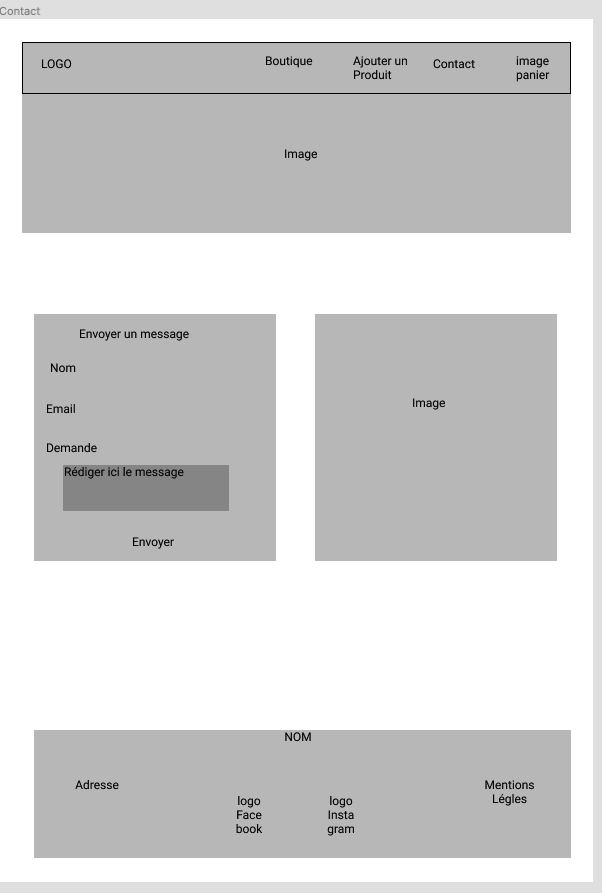 Contact
LOGO
Boutique
Ajouter un
Produit
Contact
image
panier
Image
Envoyer un message
Nom
Email
Demande
Rédiger ici le message
Envoyer
Image
NOM
Adresse
logo
Face
book
logo
Insta
gram
Mentions
Légles